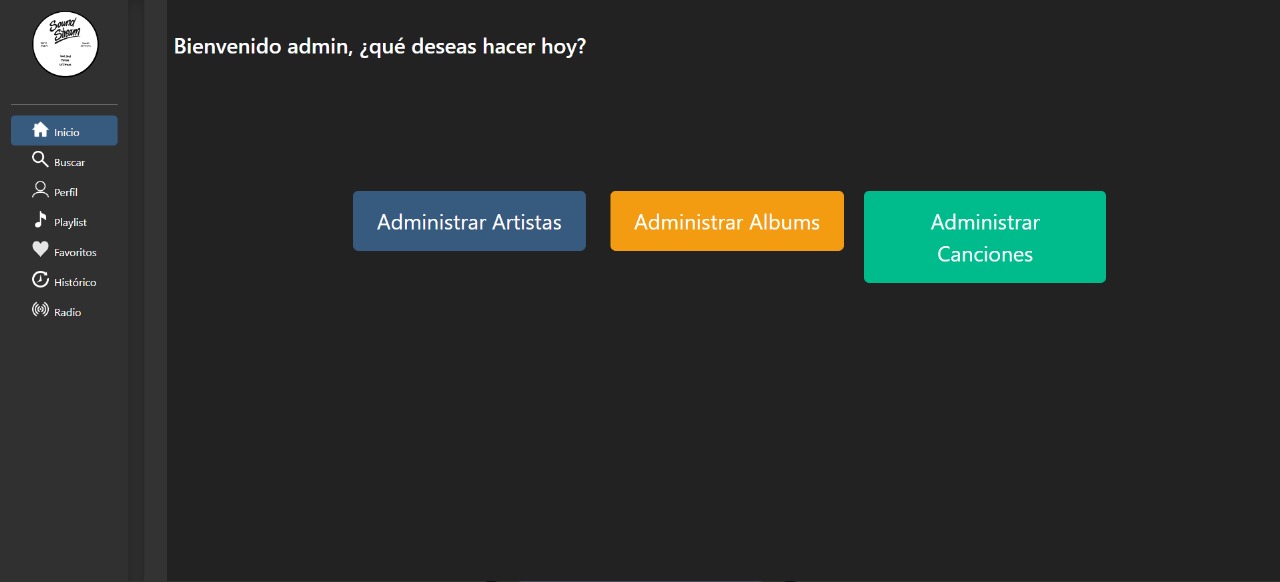 Sound
Stream
Bienvenido admin, ¿qué deseas hacer hoy?
Inicio
Buscar
Perfil
Playlist
Favoritos
Histórico
Radio
Administrar Artistas
Administrar Albums
Administrar
Canciones